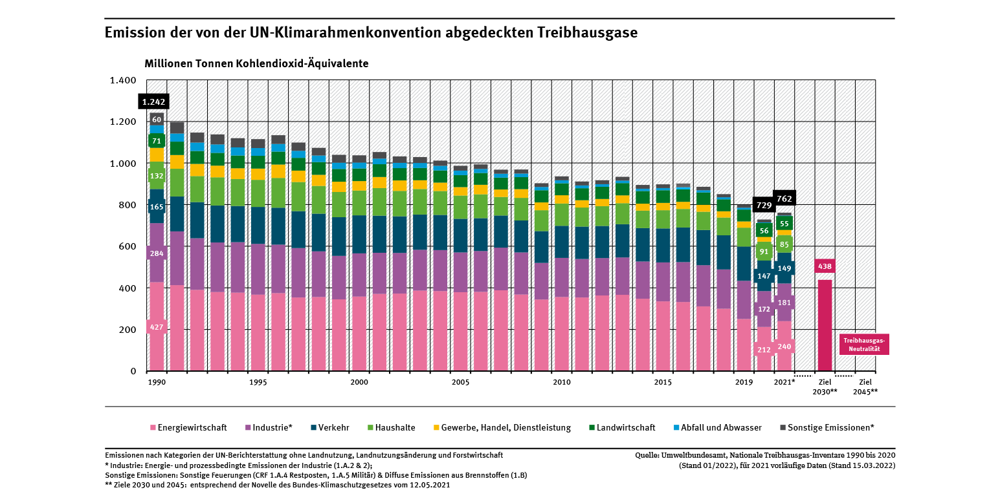 Emission der von der UN-Klimarahmenkonvention abgedeckten Treibhausgase
Millionen Tonnen Kohlendioxid-Äquivalente
1.400
1.200
1.000
800
600
400
200
0
1.242
60
71
132
165
284
427
729
56
91
147
172
212
762
55
85
149
181
240
438
Treibhausgas-
Neutralität
1990
1995
2000
2005
2010
2015
2019
2021*
Ziel
2030**
Ziel
2045**
Energiewirtschaft
Industrie*
Verkehr
Haushalte
Gewerbe, Handel, Dienstleistung
Landwirtschaft
Abfall und Abwasser
Sonstige Emissionen*
Emissionen nach Kategorien der UN-Berichterstattung ohne Landnutzung, Landnutzungsänderung und Forstwirtschaft
* Industrie: Energie- und prozessbedingte Emissionen der Industrie (1.A.2 & 2);
Sonstige Emissionen: Sonstige Feuerungen (CRF 1.A.4 Restposten, 1.A.5 Militär) & Diffuse Emissionen aus Brennstoffen (1.B)
** Ziele 2030 und 2045: entsprechend der Novelle des Bundes-Klimaschutzgesetzes vom 12.05.2021
Quelle: Umweltbundesamt, Nationale Treibhausgas-Inventare 1990 bis 2020
(Stand 01/2022), für 2021 vorläufige Daten (Stand 15.03.2022)